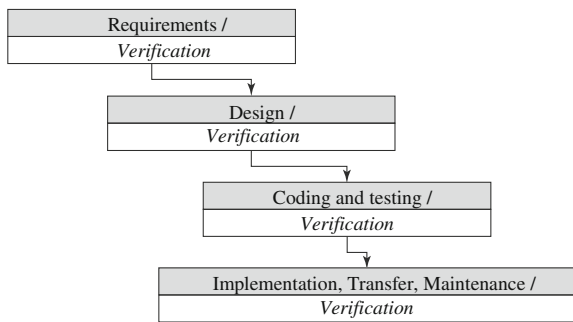 Requirements /
Verification
Design /
Verification
Coding and testing /
Verification
Implementation, Transfer, Maintenance /
Verification